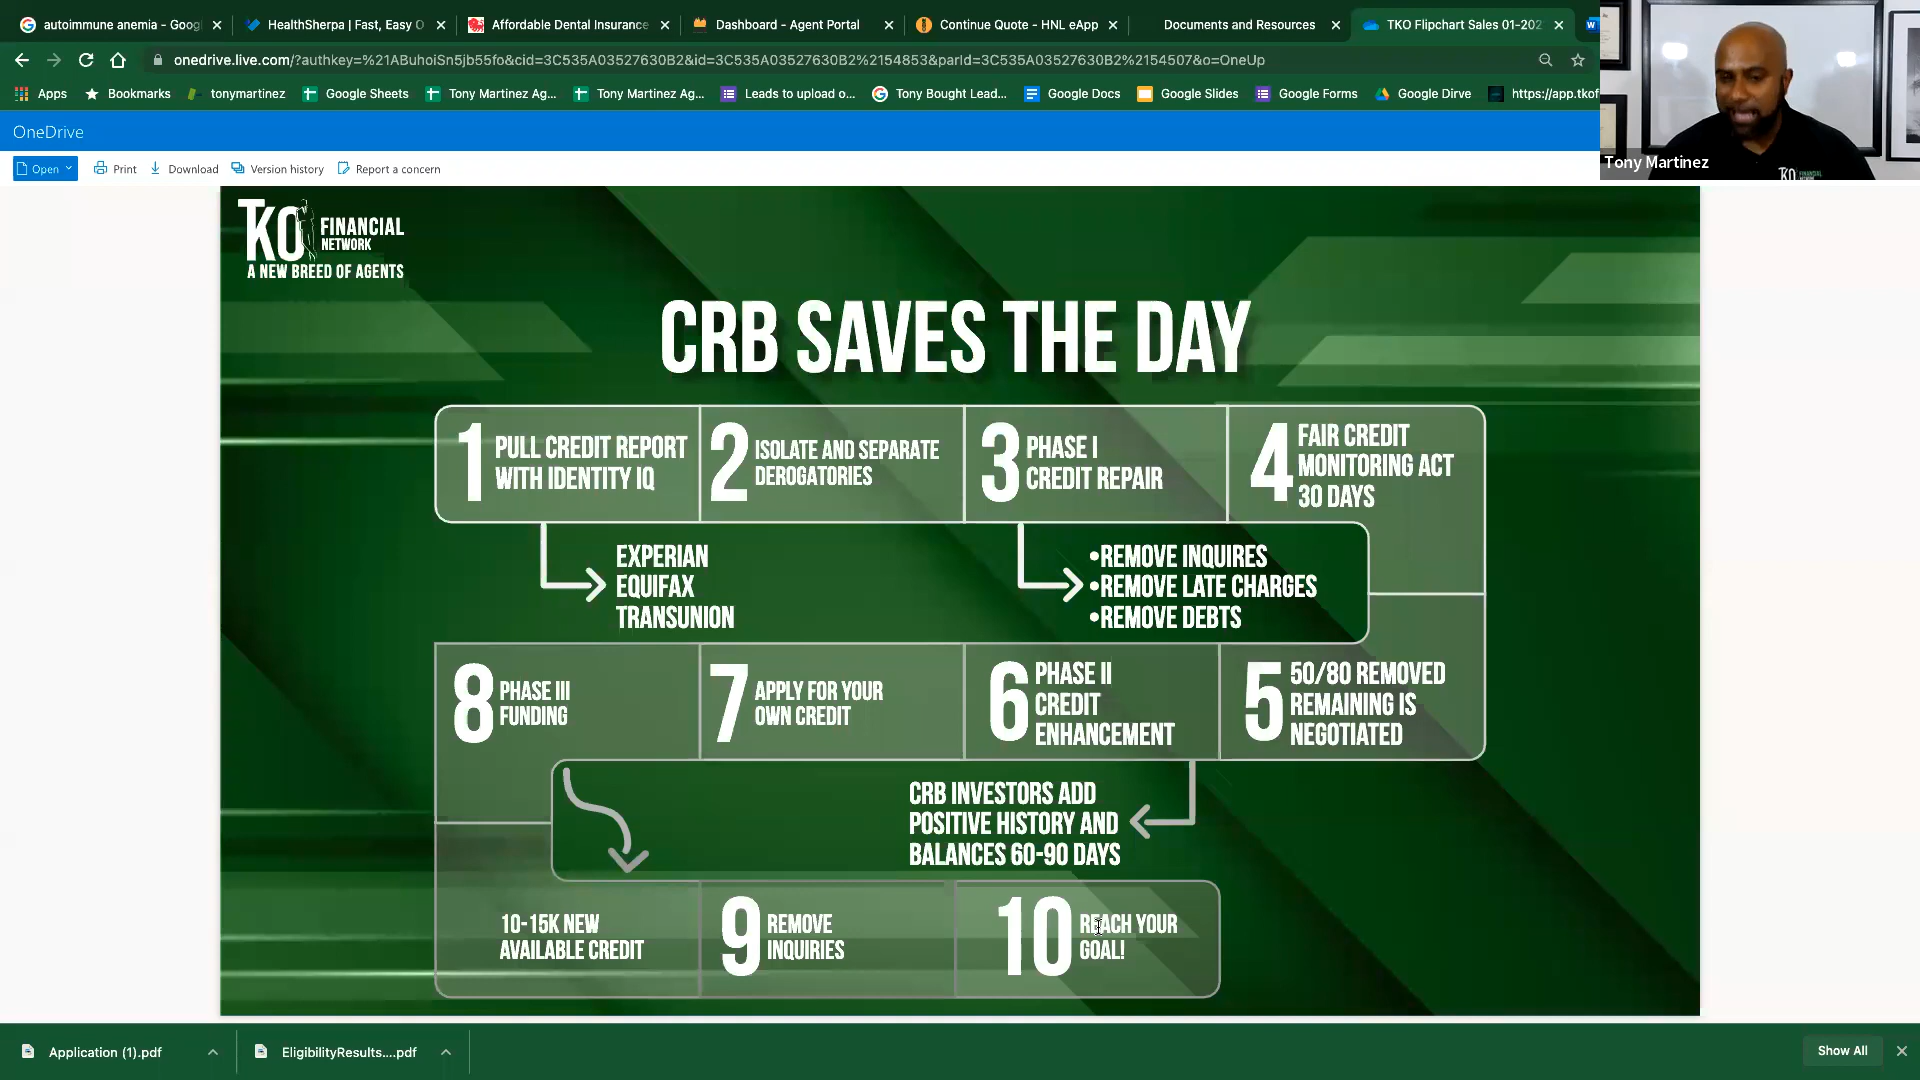 autoimmune anemia - Goog
HealthSherpa | Fast, Easy O
Affordable Dental Insurance
Dashboard - Agent Portal
Continue Quote - HNL eApp
Documents and Resources
TKO Flipchart Sales 01-202
onedrive.live.com/?authkey=%21ABuhoiSn5jb55fo&cid=3C535A03527630B2&id=3C535A03527630B2%2154853&parId=3C535A03527630B2%2154507&o=OneUp
Apps
Bookmarks
tonymartinez
Google Sheets
Tony Martinez Ag...
Tony Martinez Ag...
Leads to upload o...
Tony Bought Lead...
Google Docs
Google Slides
Google Forms
Google Dirve
https://app.tkof
OneDrive
Tony Martinez
Open
Print
Download
Version history
Report a concern
TKO FINANCIAL
NETWORK
A NEW BREED OF AGENTS
CRB SAVES THE DAY
1 PULL CREDIT REPORT
WITH IDENTITY IQ
2 ISOLATE AND SEPARATE
DEROGATORIES
3 PHASE I
CREDIT REPAIR
4 FAIR CREDIT
MONITORING ACT
30 DAYS
EXPERIAN
EQUIFAX
TRANSUNION
•REMOVE INQUIRES
•REMOVE LATE CHARGES
•REMOVE DEBTS
8 PHASE III
FUNDING
7 APPLY FOR YOUR
OWN CREDIT
6 PHASE II
CREDIT
ENHANCEMENT
5 50/80 REMOVED
REMAINING IS
NEGOTIATED
CRB INVESTORS ADD
POSITIVE HISTORY AND
BALANCES 60-90 DAYS
10-15K NEW
AVAILABLE CREDIT
9 REMOVE
INQUIRIES
10 REACH YOUR
GOAL!
Application (1).pdf
EligibilityResults....pdf
Show All